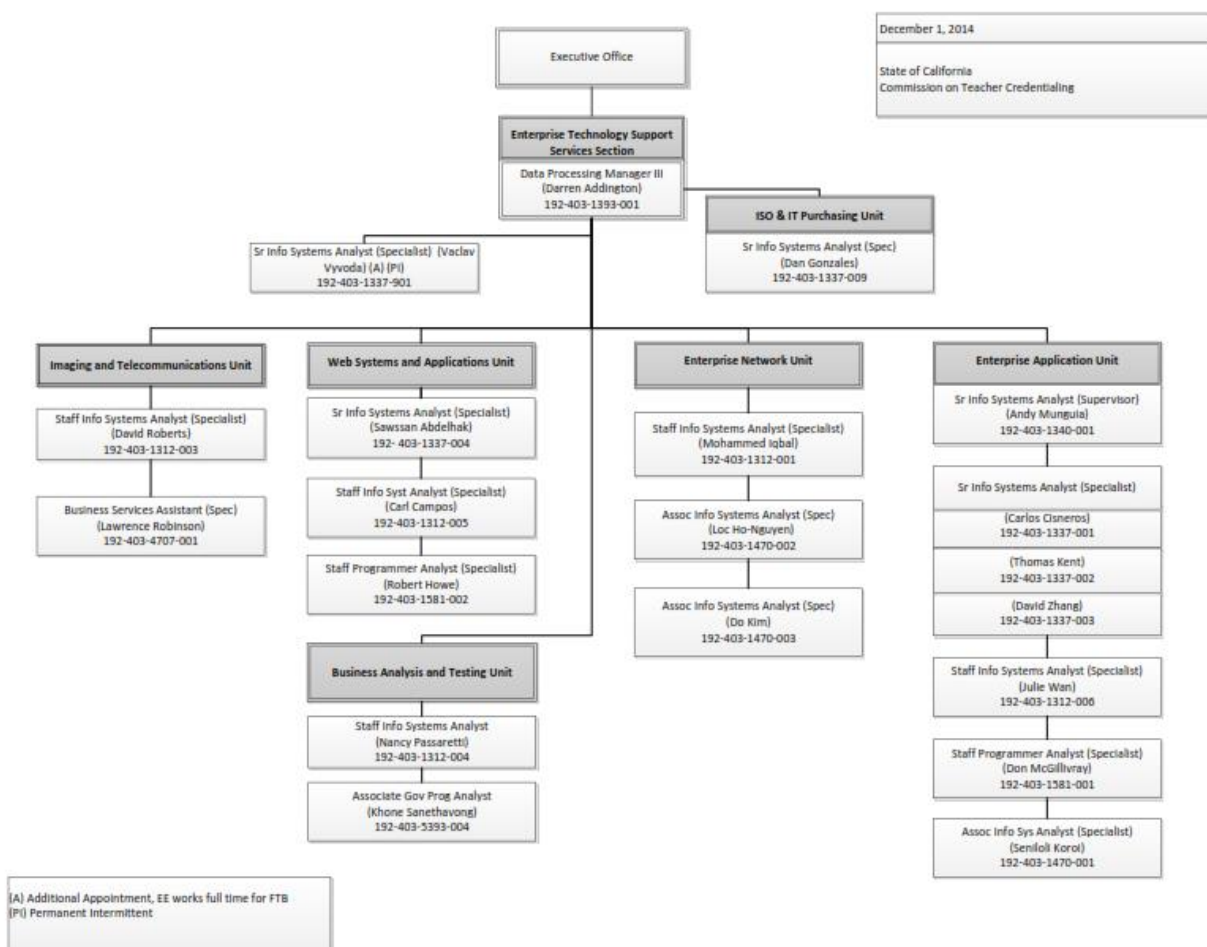 December 1, 2014
State of California
Commission on Teacher Credentialing
Executive Office
Enterprise Technology Support
Services Section
Data Processing Manager III
(Darren Addington)
192-403-1393-001
ISO & IT Purchasing Unit
Sr Info Systems Analyst (Spec)
(Dan Gonzales)
192-403-1337-009
Sr Info Systems Analyst (Specialist) (Vaclav
Vyvoda) (A) (PI)
192-403-1337-901
Imaging and Telecommunications Unit
Staff Info Systems Analyst (Specialist)
(David Roberts)
192-403-1312-003
Business Services Assistant (Spec)
(Lawrence Robinson)
192-403-4707-001
Web Systems and Applications Unit
Sr Info Systems Analyst (Specialist)
(Sawssan Abdelhak)
192- 403-1337-004
Staff Info Syst Analyst (Specialist)
(Carl Campos)
192-403-1312-005
Staff Programmer Analyst (Specialist)
(Robert Howe)
192-403-1581-002
Business Analysis and Testing Unit
Staff Info Systems Analyst
(Nancy Passaretti)
192-403-1312-004
Associate Gov Prog Analyst
(Khone Sanethavong)
192-403-5393-004
Enterprise Network Unit
Staff Info Systems Analyst (Specialist)
(Mohammed Iqbal)
192-403-1312-001
Assoc Info Systems Analyst (Spec)
(Loc Ho-Nguyen)
192-403-1470-002
Assoc Info Systems Analyst (Spec)
(Do Kim)
192-403-1470-003
Enterprise Application Unit
Sr Info Systems Analyst (Supervisor)
(Andy Munguia)
192-403-1340-001
Sr Info Systems Analyst (Specialist)
(Carlos Cisneros)
192-403-1337-001
(Thomas Kent)
192-403-1337-002
(David Zhang)
192-403-1337-003
Staff Info Systems Analyst (Specialist)
(Julie Wan)
192-403-1312-006
Staff Programmer Analyst (Specialist)
(Don McGillivray)
192-403-1581-001
Assoc Info Sys Analyst (Specialist)
(Seniloli Koroi)
192-403-1470-001
(A) Additional Appointment, EE works full time for FTB
(PI) Permanent Intermittent